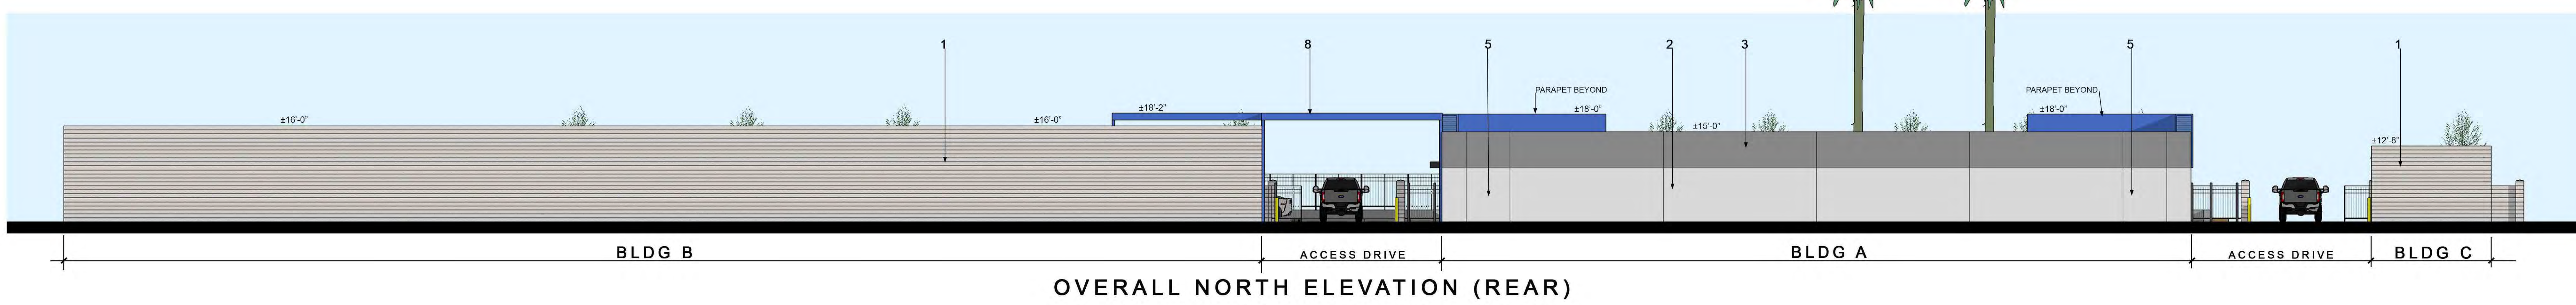 1
8
5
2
3
5
1
PARAPET BEYOND
PARAPET BEYOND
±16'-0"
±16'-0"
±18'-2"
±18'-0"
±15'-0"
±18'-0"
±12'-8"
BLDG B
ACCESS DRIVE
BLDG A
ACCESS DRIVE
BLDG C
OVERALL NORTH ELEVATION (REAR)